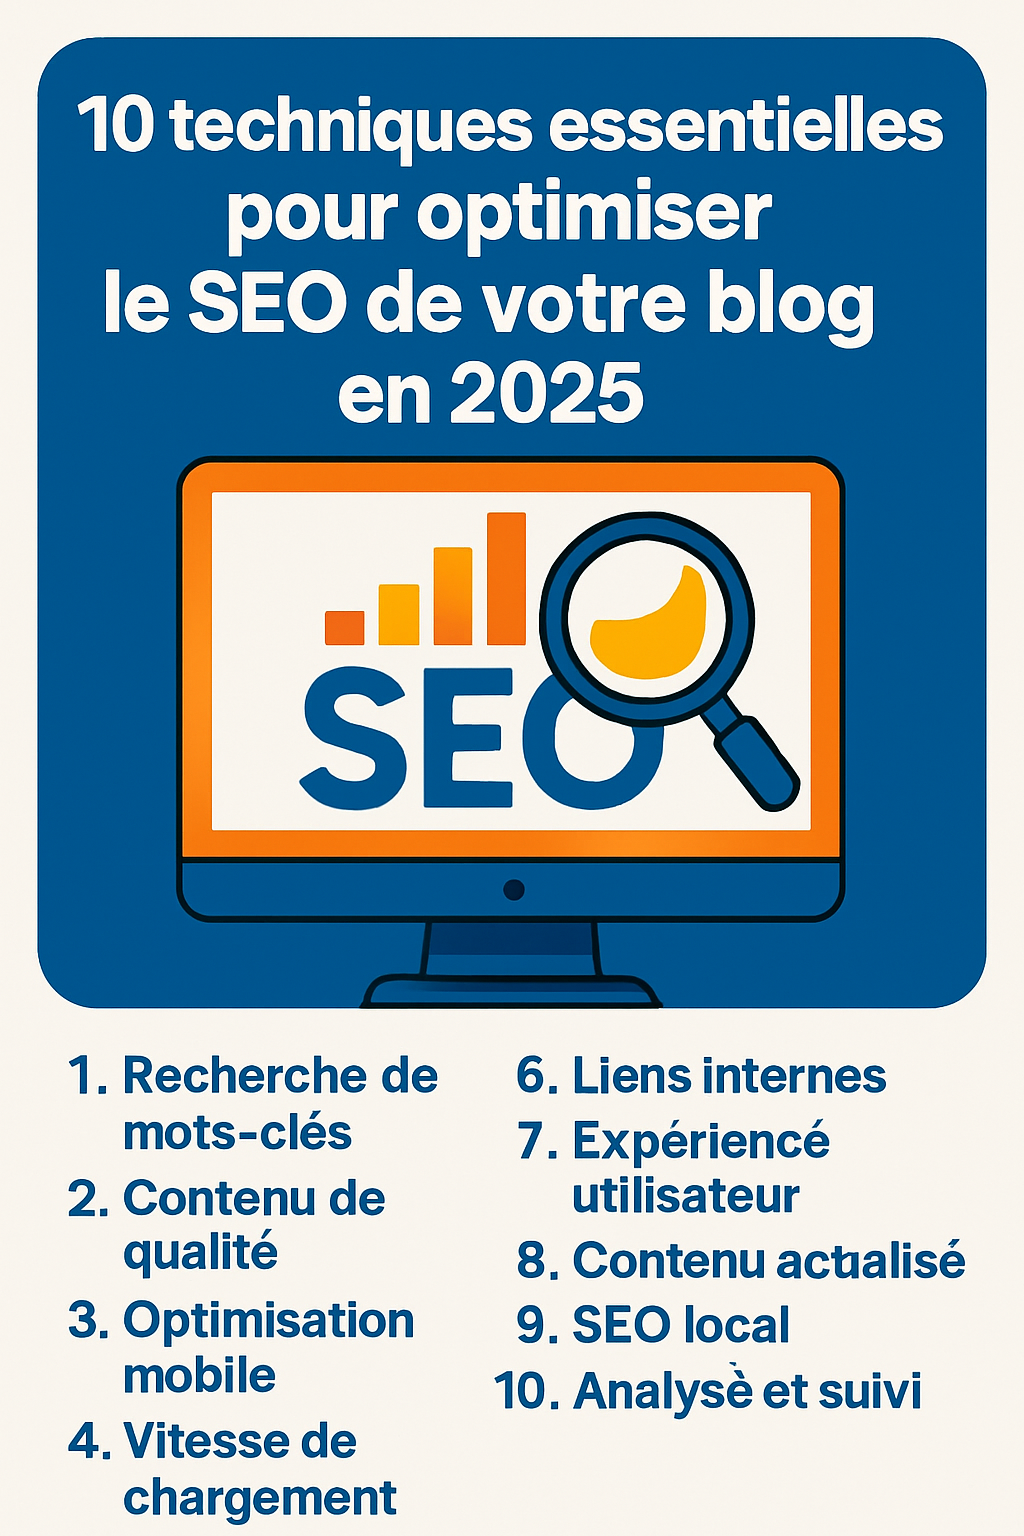 10 techniques essentielles
pour optimiser
le SEO de votre blog
en 2025
SEO
1. Recherche de
mots-clés
2. Contenu de
qualité
3. Optimisation
mobile
4. Vitesse de
chargement
6. Liens internes
7. Expériencé
utilisateur
8. Contenu actualisé
9. SEO local
10. Analysè et suivi